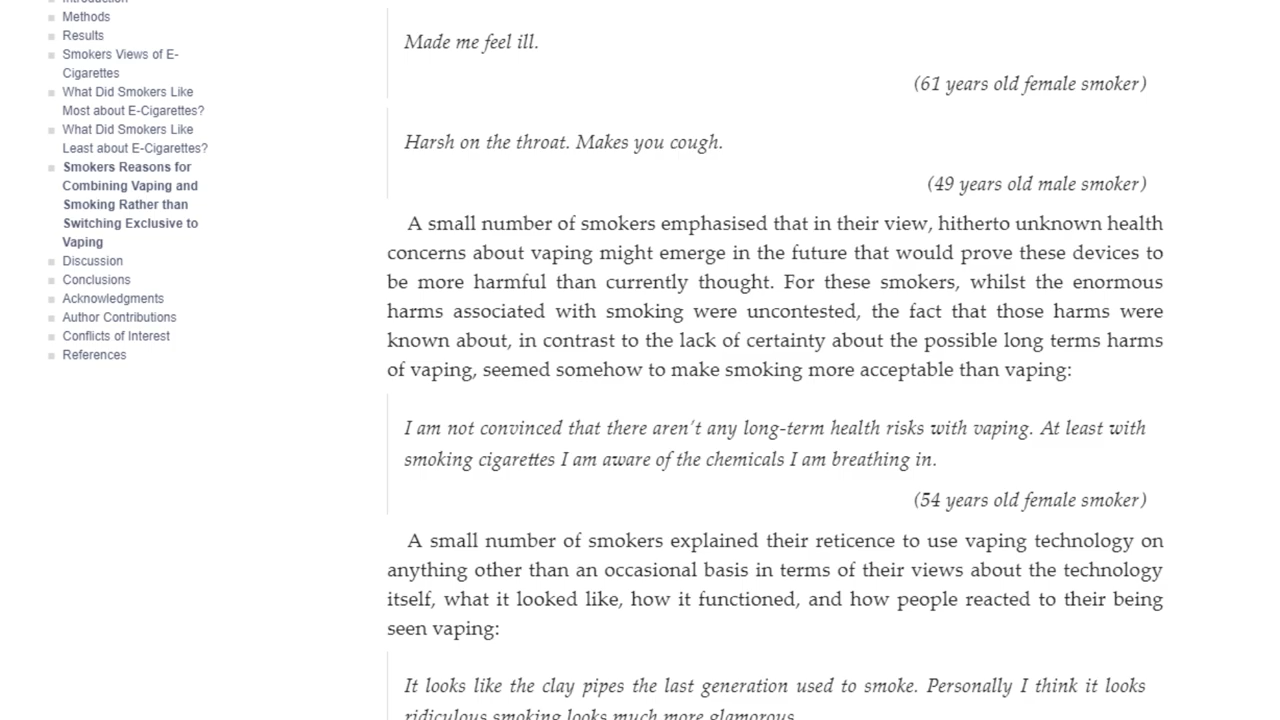 Introduction
Methods
Results
Smokers Views of E-
Cigarettes
What Did Smokers Like
Most about E-Cigarettes?
What Did Smokers Like
Least about E-Cigarettes?
Smokers Reasons for
Combining Vaping and
Smoking Rather than
Switching Exclusive to
Vaping
Discussion
Conclusions
Acknowledgments
Author Contributions
Conflicts of Interest
References
Made me feel ill.
(61 years old female smoker)
Harsh on the throat. Makes you cough.
(49 years old male smoker)
A small number of smokers emphasised that in their view, hitherto unknown health
concerns about vaping might emerge in the future that would prove these devices to
be more harmful than currently thought. For these smokers, whilst the enormous
harms associated with smoking were uncontested, the fact that those harms were
known about, in contrast to the lack of certainty about the possible long terms harms
of vaping, seemed somehow to make smoking more acceptable than vaping:
I am not convinced that there aren't any long-term health risks with vaping. At least with
smoking cigarettes I am aware of the chemicals I am breathing in.
(54 years old female smoker)
A small number of smokers explained their reticence to use vaping technology on
anything other than an occasional basis in terms of their views about the technology
itself, what it looked like, how it functioned, and how people reacted to their being
seen vaping:
It looks like the clay pipes the last generation used to smoke. Personally I think it looks
ridiculous smoking looks much more glamorous.